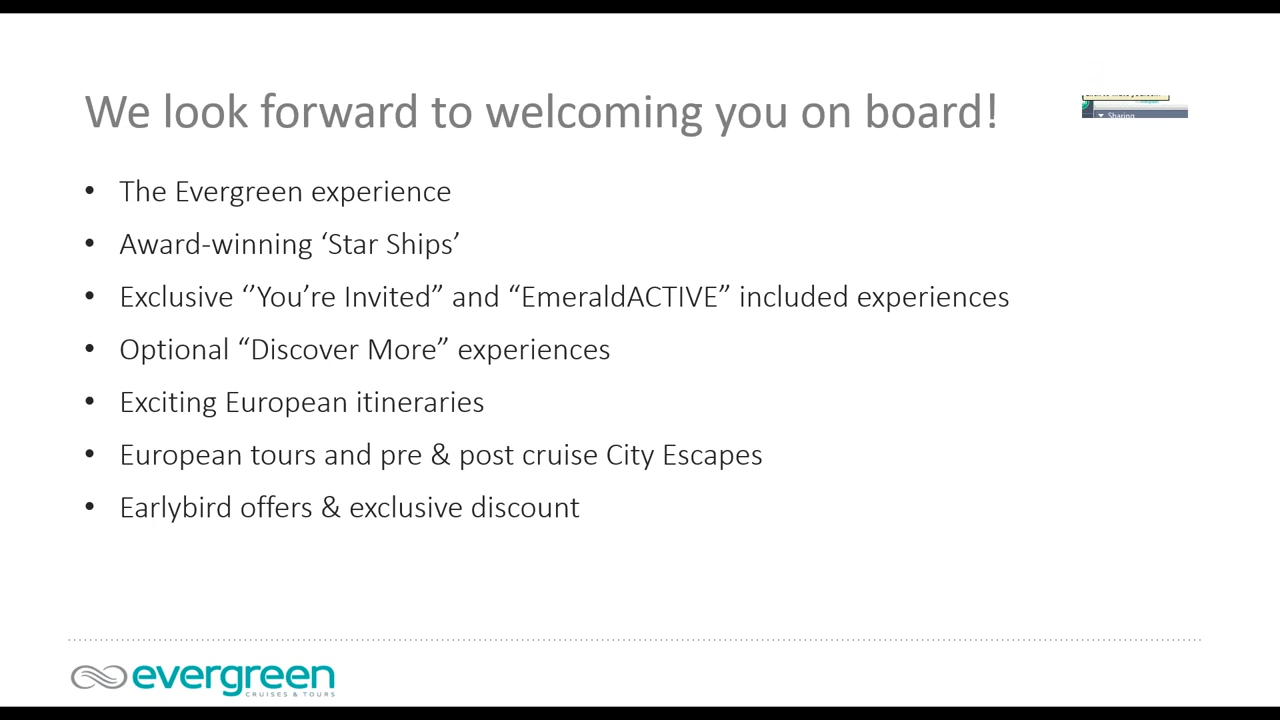 We look forward to welcoming you on board!
Sharing
• The Evergreen experience
• Award-winning ‘Star Ships’
• Exclusive ‘’You’re Invited” and “EmeraldACTIVE” included experiences
• Optional “Discover More” experiences
• Exciting European itineraries
• European tours and pre & post cruise City Escapes
• Earlybird offers & exclusive discount
evergreen
CRUISES & TOURS